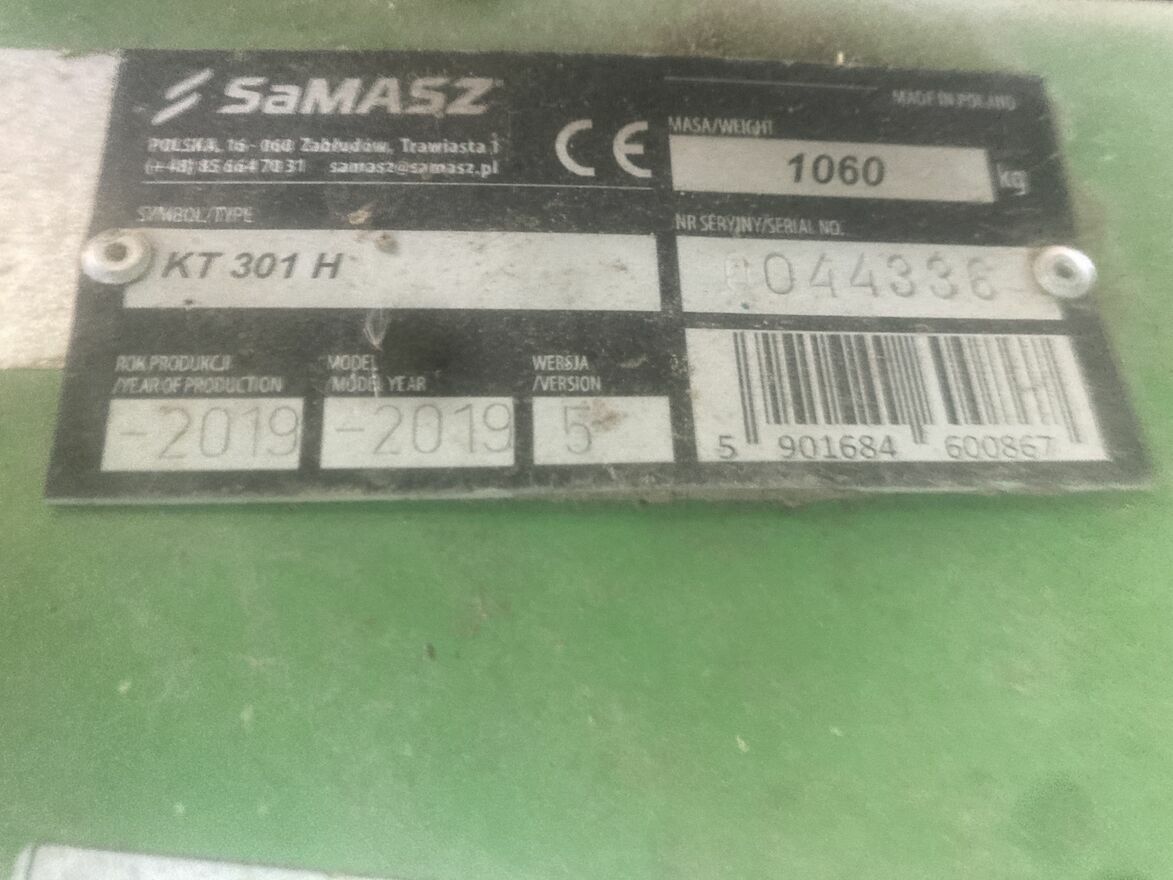 SaMASZ
POLSKA, 16-060 Zabłudów, Trawiasta 1
(+48) 85 664 70 31 samasz@samasz.pl
CE
MADE IN POLAND
MASA/WEIGHT
1060 kg
SYMBOL/TYPE
KT 301 H
NR SERYJNY/SERIAL NO.
0044336
ROK PRODUKCJI
/YEAR OF PRODUCTION
-2019
MODEL
/MODEL YEAR
-2019
WERSJA
/VERSION
5
5 901684 600867